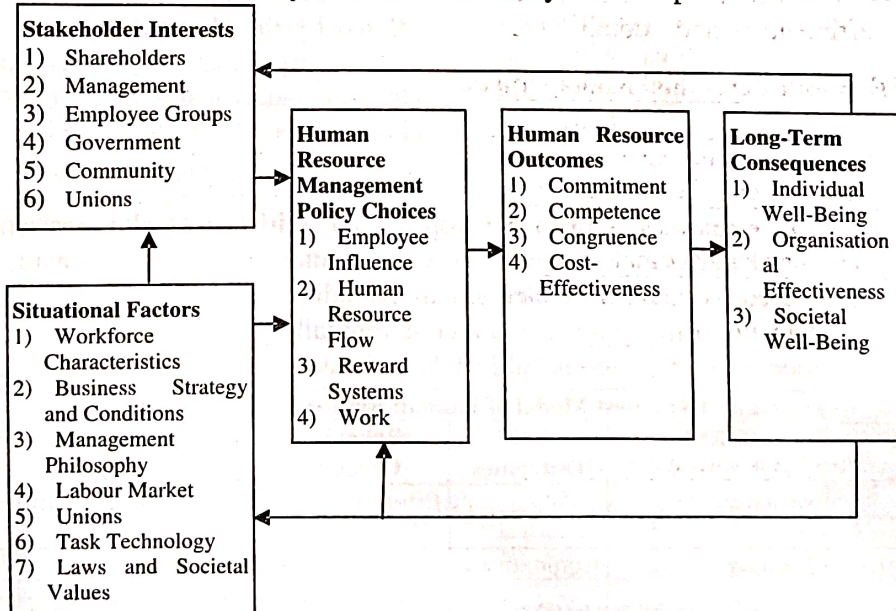 Stakeholder Interests
1) Shareholders
2) Management
3) Employee Groups
4) Government
5) Community
6) Unions
Situational Factors
1) Workforce
Characteristics
2) Business Strategy
and Conditions
3) Management
Philosophy
4) Labour Market
5) Unions
6) Task Technology
7) Laws and Societal
Values
Human
Resource
Management
Policy Choices
1) Employee
Influence
2) Human
Resource
Flow
3) Reward
Systems
4) Work
Human Resource
Outcomes
1) Commitment
2) Competence
3) Congruence
4) Cost-
Effectiveness
Long-Term
Consequences
1) Individual
Well-Being
2) Organisation
al
Effectiveness
3) Societal
Well-Being